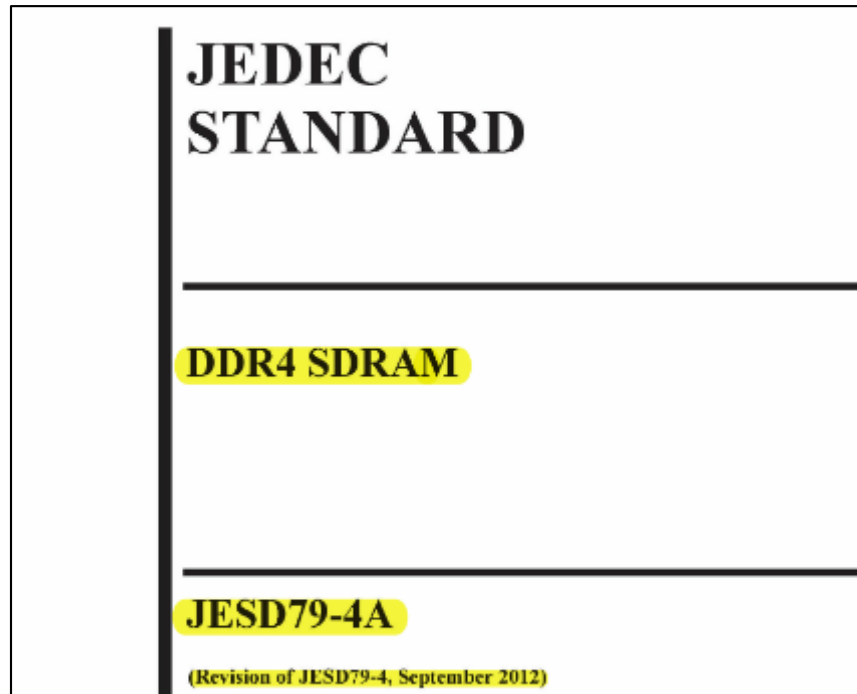 JEDEC
STANDARD
DDR4 SDRAM
JESD79-4A
(Revision of JESD79-4, September 2012)